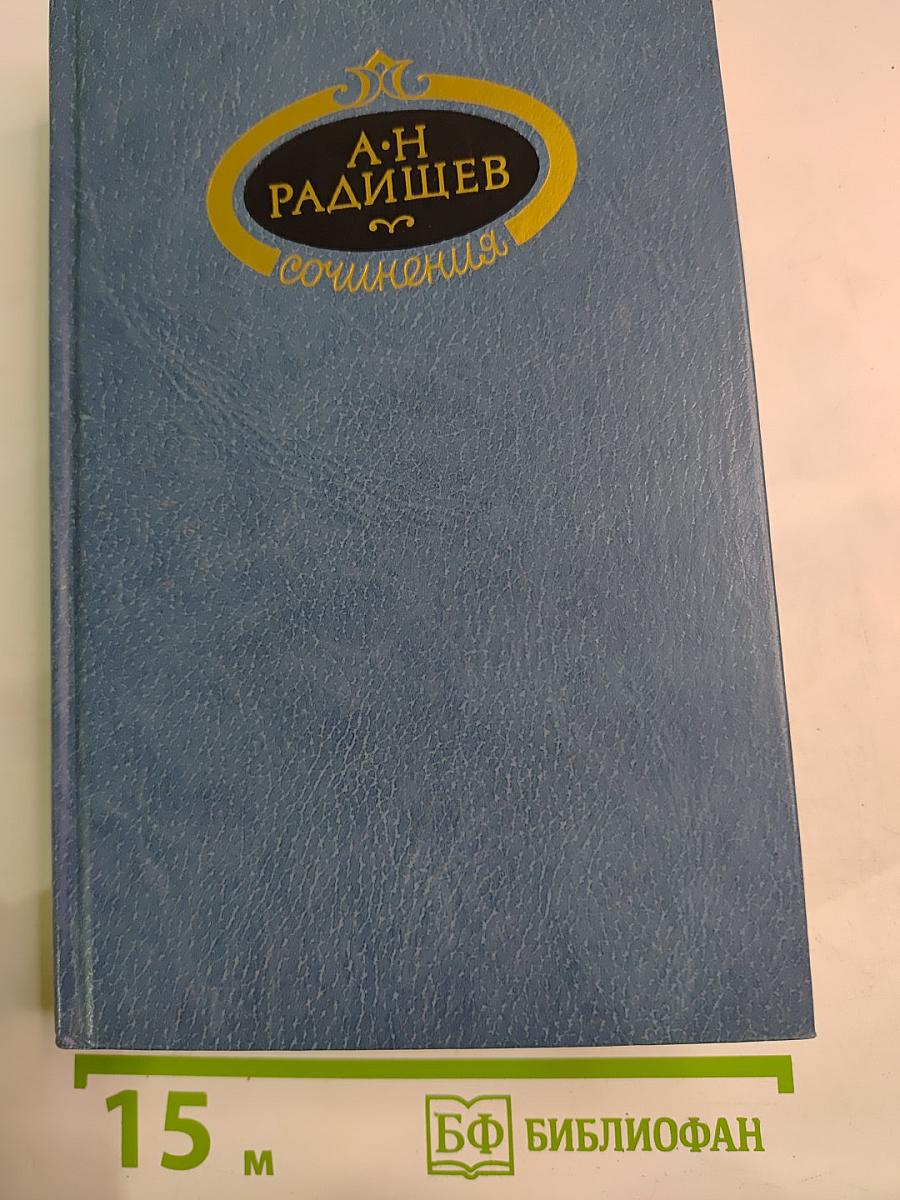 А·Н
РАДИЩЕВ
сочинения
15 м
БФ БИБЛИОФАН